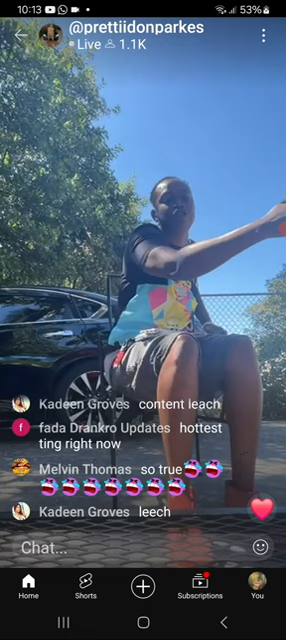 10:13
53%
@prettiidonparkes
Live 1.1K
Kadeen Groves content leach
fada Drankro Updates hottest
ting right now
Melvin Thomas so true
Kadeen Groves leech
Chat...
Home Shorts Subscriptions You